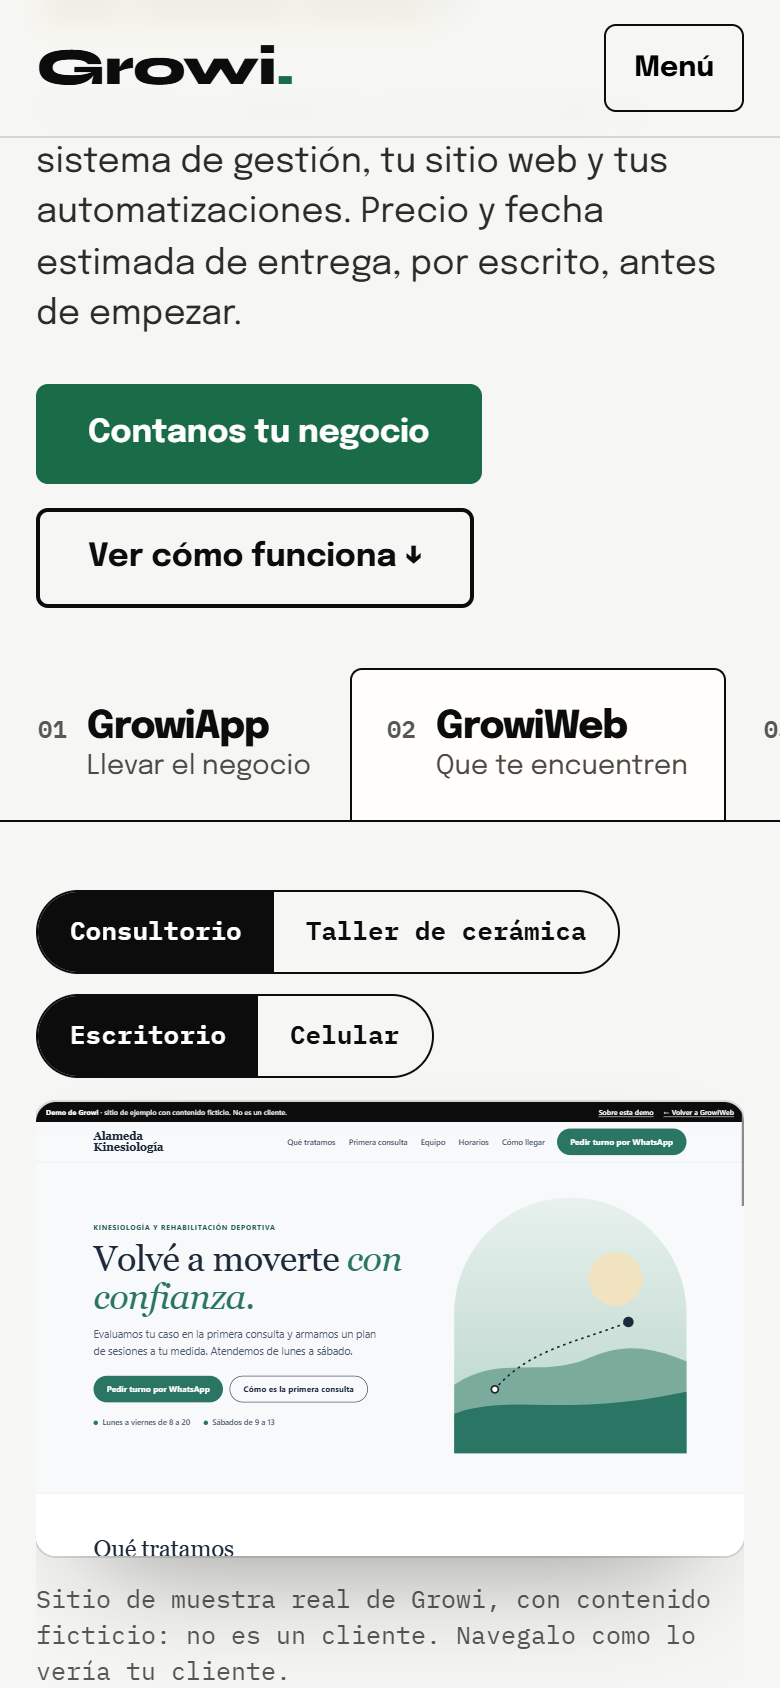 Growi.
Menú
sistema de gestión, tu sitio web y tus
automatizaciones. Precio y fecha
estimada de entrega, por escrito, antes
de empezar.
Contanos tu negocio
Ver cómo funciona ↓
01 GrowiApp
Llevar el negocio
02 GrowiWeb
Que te encuentren
Consultorio
Taller de cerámica
Escritorio
Celular
Demo de Growi · sitio de ejemplo con contenido ficticio. No es un cliente.
Sobre esta demo
← Volver a GrowiWeb
Alameda
Kinesiología
Qué tratamos
Primera consulta
Equipo
Horarios
Cómo llegar
Pedir turno por WhatsApp
KINESIOLOGÍA Y REHABILITACIÓN DEPORTIVA
Volvé a moverte con
confianza.
Evaluamos tu caso en la primera consulta y armamos un plan
de sesiones a tu medida. Atendemos de lunes a sábado.
Pedir turno por WhatsApp
Cómo es la primera consulta
Lunes a viernes de 8 a 20
Sábados de 9 a 13
Qué tratamos
Sitio de muestra real de Growi, con contenido
ficticio: no es un cliente. Navegalo como lo
vería tu cliente.